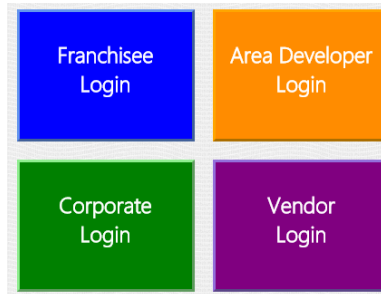 Franchisee
Login
Area Developer
Login
Corporate
Login
Vendor
Login